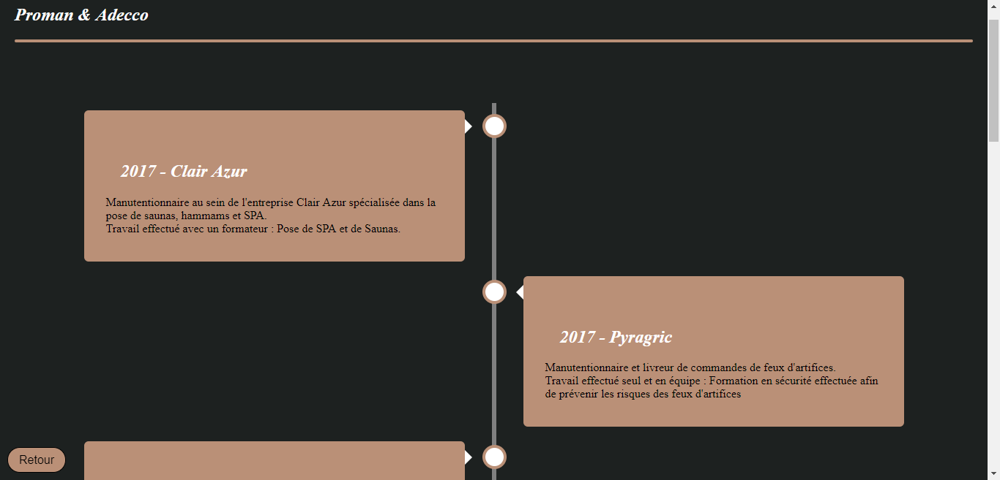 Proman & Adecco
2017 - Clair Azur
Manutentionnaire au sein de l'entreprise Clair Azur spécialisée dans la
pose de saunas, hammams et SPA.
Travail effectué avec un formateur : Pose de SPA et de Saunas.
2017 - Pyragric
Manutentionnaire et livreur de commandes de feux d'artifices.
Travail effectué seul et en équipe : Formation en sécurité effectuée afin
de prévenir les risques des feux d'artifices
Retour